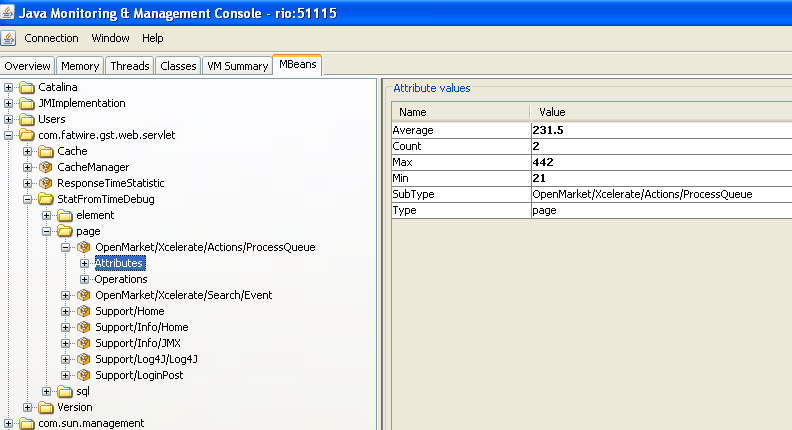 Java Monitoring & Management Console - rio:51115
Connection Window Help
Overview Memory Threads Classes VM Summary MBeans
Catalina
JMImplementation
Users
com.fatwire.gst.web.servlet
Cache
CacheManager
ResponseTimeStatistic
StatFromTimeDebug
element
page
OpenMarket/Xcelerate/Actions/ProcessQueue
Attributes
Operations
OpenMarket/Xcelerate/Search/Event
Support/Home
Support/Info/Home
Support/Info/JMX
Support/Log4J/Log4J
Support/LoginPost
sql
Version
com.sun.management
Attribute values
Name Value
Average 231.5
Count 2
Max 442
Min 21
SubType OpenMarket/Xcelerate/Actions/ProcessQueue
Type page